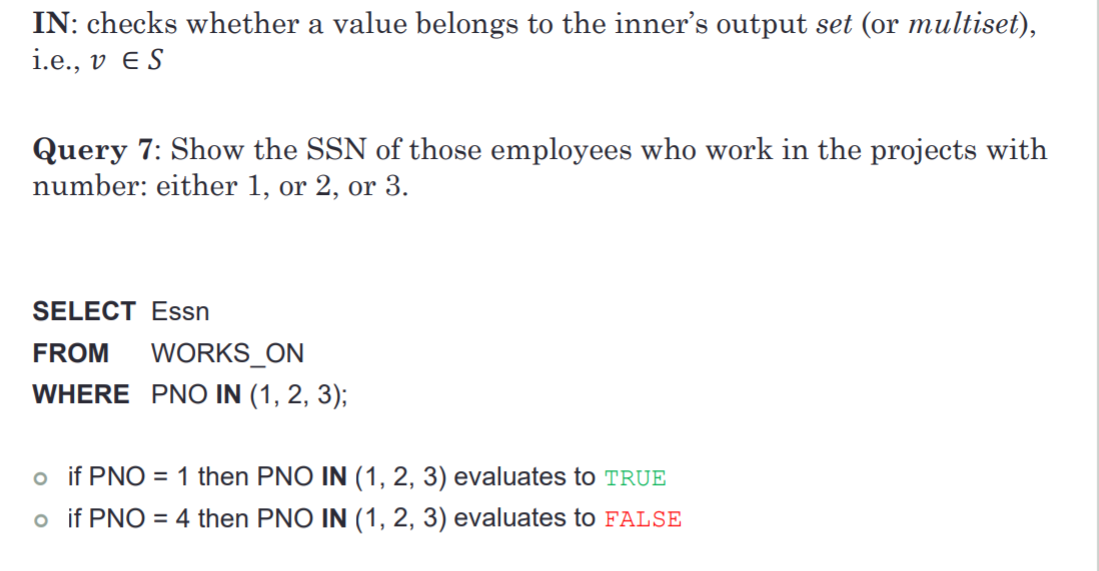 IN: checks whether a value belongs to the inner’s output set (or multiset),
i.e., v ∈ S
Query 7: Show the SSN of those employees who work in the projects with
number: either 1, or 2, or 3.
SELECT Essn
FROM WORKS_ON
WHERE PNO IN (1, 2, 3);
o if PNO = 1 then PNO IN (1, 2, 3) evaluates to TRUE
o if PNO = 4 then PNO IN (1, 2, 3) evaluates to FALSE